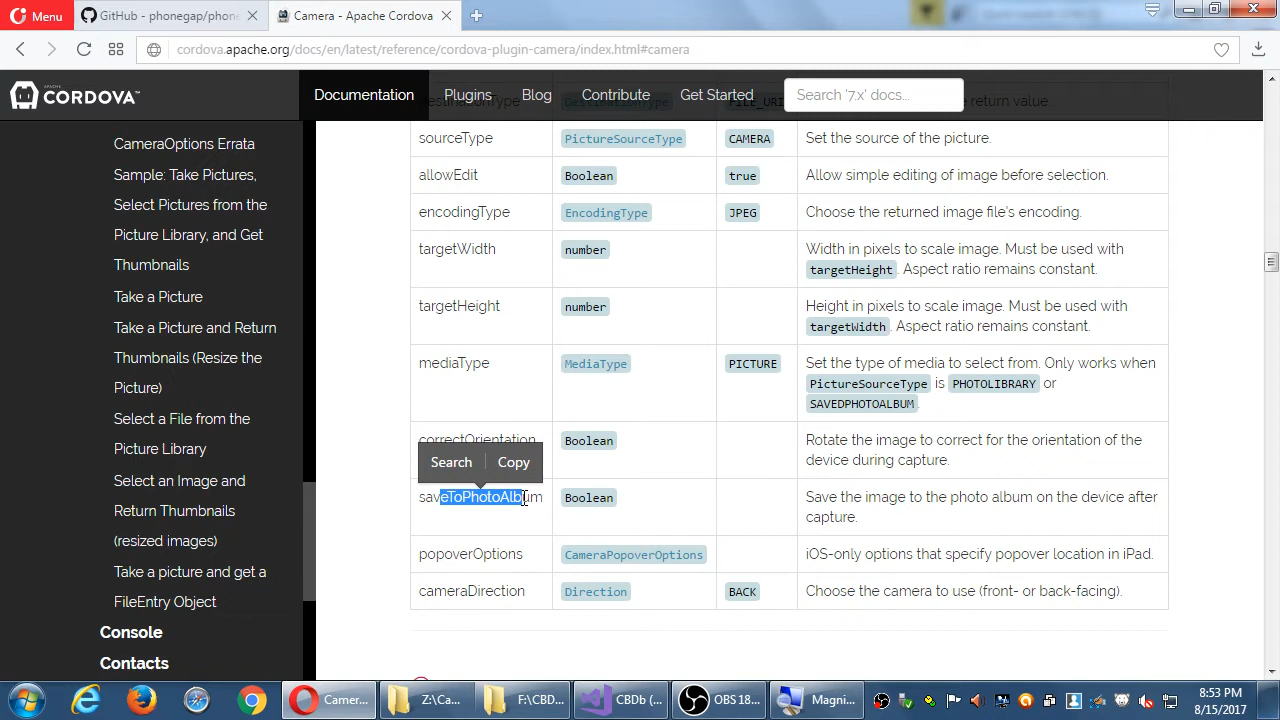 Menu
GitHub - phonegap/phone
Camera - Apache Cordova
cordova.apache.org/docs/en/latest/reference/cordova-plugin-camera/index.html#camera
APACHE
CORDOVA™
Documentation
Plugins
Blog
Contribute
Get Started
Search '7.x' docs...
CameraOptions Errata
Sample: Take Pictures,
Select Pictures from the
Picture Library, and Get
Thumbnails
Take a Picture
Take a Picture and Return
Thumbnails (Resize the
Picture)
Select a File from the
Picture Library
Select an Image and
Return Thumbnails
(resized images)
Take a picture and get a
FileEntry Object
Console
Contacts
destinationType DestinationType FILE_URI return value.
sourceType PictureSourceType CAMERA Set the source of the picture.
allowEdit Boolean true Allow simple editing of image before selection.
encodingType EncodingType JPEG Choose the returned image file's encoding.
targetWidth number Width in pixels to scale image. Must be used with
targetHeight. Aspect ratio remains constant.
targetHeight number Height in pixels to scale image. Must be used with
targetWidth. Aspect ratio remains constant.
mediaType MediaType PICTURE Set the type of media to select from. Only works when
PictureSourceType is PHOTOLIBRARY or
SAVEDPHOTOALBUM.
correctOrientation Boolean Rotate the image to correct for the orientation of the
device during capture.
Search Copy
saveToPhotoAlbum Boolean Save the image to the photo album on the device after
capture.
popoverOptions CameraPopoverOptions iOS-only options that specify popover location in iPad.
cameraDirection Direction BACK Choose the camera to use (front- or back-facing).
Camer...
Z:\Ca...
F:\CBD...
CBDb (...
OBS 18...
Magni...
8:53 PM
8/15/2017